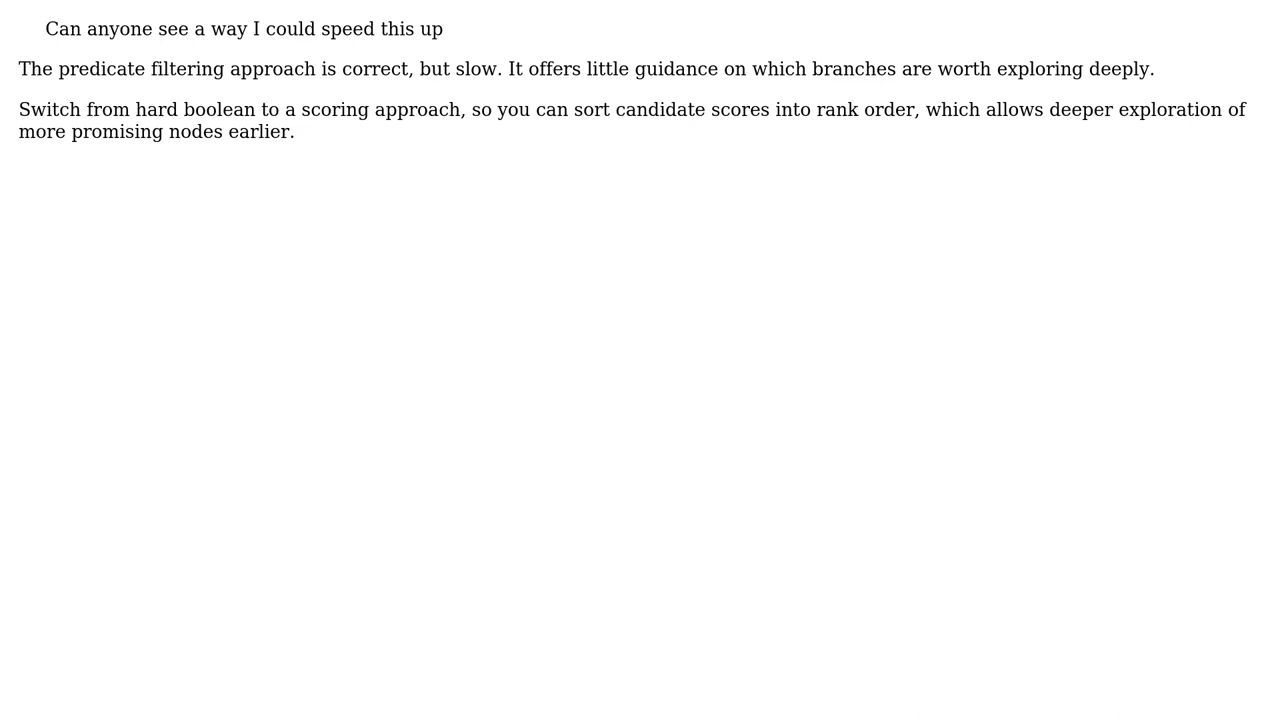 Can anyone see a way I could speed this up
The predicate filtering approach is correct, but slow. It offers little guidance on which branches are worth exploring deeply.
Switch from hard boolean to a scoring approach, so you can sort candidate scores into rank order, which allows deeper exploration of
more promising nodes earlier.